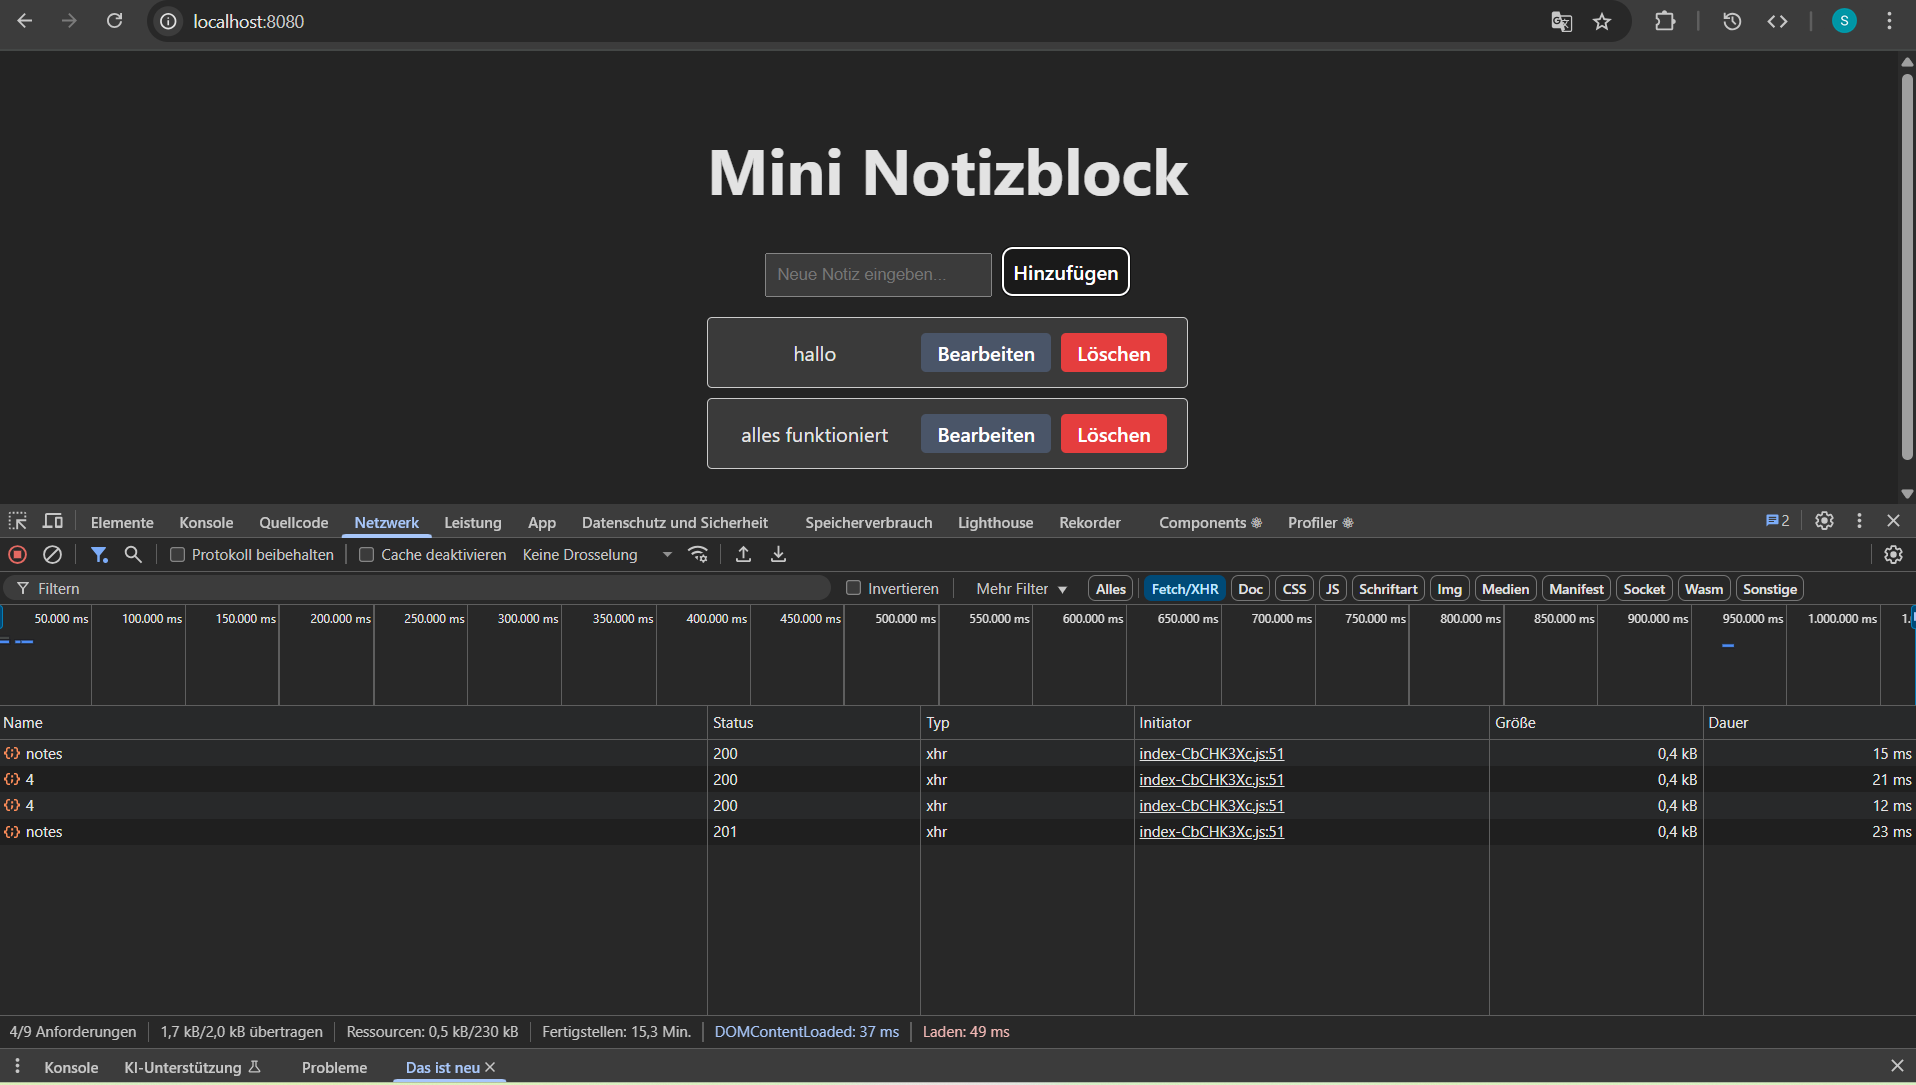 localhost:8080
S
Mini Notizblock
Neue Notiz eingeben...
Hinzufügen
hallo Bearbeiten Löschen
alles funktioniert Bearbeiten Löschen
Elemente Konsole Quellcode Netzwerk Leistung App Datenschutz und Sicherheit Speicherverbrauch Lighthouse Rekorder Components Profiler 2
Protokoll beibehalten Cache deaktivieren Keine Drosselung
Filtern Invertieren Mehr Filter Alles Fetch/XHR Doc CSS JS Schriftart Img Medien Manifest Socket Wasm Sonstige
50.000 ms 100.000 ms 150.000 ms 200.000 ms 250.000 ms 300.000 ms 350.000 ms 400.000 ms 450.000 ms 500.000 ms 550.000 ms 600.000 ms 650.000 ms 700.000 ms 750.000 ms 800.000 ms 850.000 ms 900.000 ms 950.000 ms 1.000.000 ms
Name Status Typ Initiator Größe Dauer
notes 200 xhr index-CbCHK3Xc.js:51 0,4 kB 15 ms
4 200 xhr index-CbCHK3Xc.js:51 0,4 kB 21 ms
4 200 xhr index-CbCHK3Xc.js:51 0,4 kB 12 ms
notes 201 xhr index-CbCHK3Xc.js:51 0,4 kB 23 ms
4/9 Anforderungen 1,7 kB/2,0 kB übertragen Ressourcen: 0,5 kB/230 kB Fertigstellen: 15,3 Min. DOMContentLoaded: 37 ms Laden: 49 ms
Konsole KI-Unterstützung Probleme Das ist neu